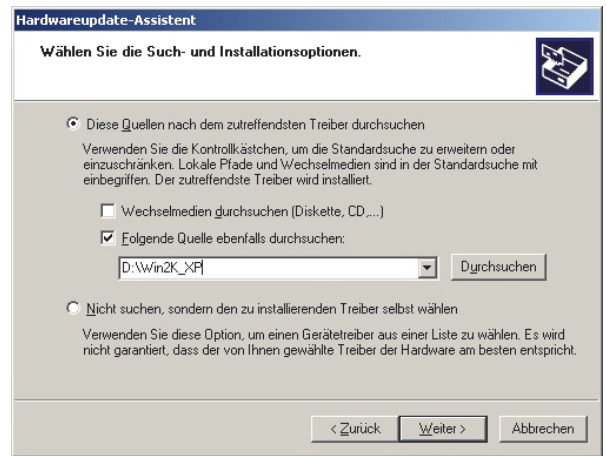 Hardwareupdate-Assistent
Wählen Sie die Such- und Installationsoptionen.
Diese Quellen nach dem zutreffendsten Treiber durchsuchen
Verwenden Sie die Kontrollkästchen, um die Standardsuche zu erweitern oder
einzuschränken. Lokale Pfade und Wechselmedien sind in der Standardsuche mit
einbegriffen. Der zutreffendste Treiber wird installiert.
Wechselmedien durchsuchen (Diskette, CD,...)
Folgende Quelle ebenfalls durchsuchen:
D:\Win2K_XP
Durchsuchen
Nicht suchen, sondern den zu installierenden Treiber selbst wählen
Verwenden Sie diese Option, um einen Gerätetreiber aus einer Liste zu wählen. Es wird
nicht garantiert, dass der von Ihnen gewählte Treiber der Hardware am besten entspricht.
< Zurück
Weiter >
Abbrechen